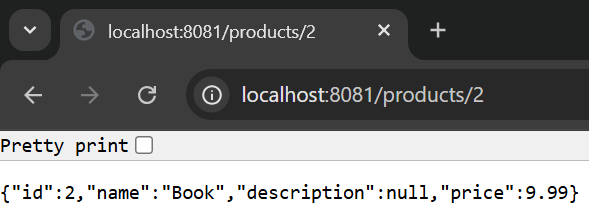 localhost:8081/products/2
localhost:8081/products/2
Pretty print
{"id":2,"name":"Book","description":null,"price":9.99}